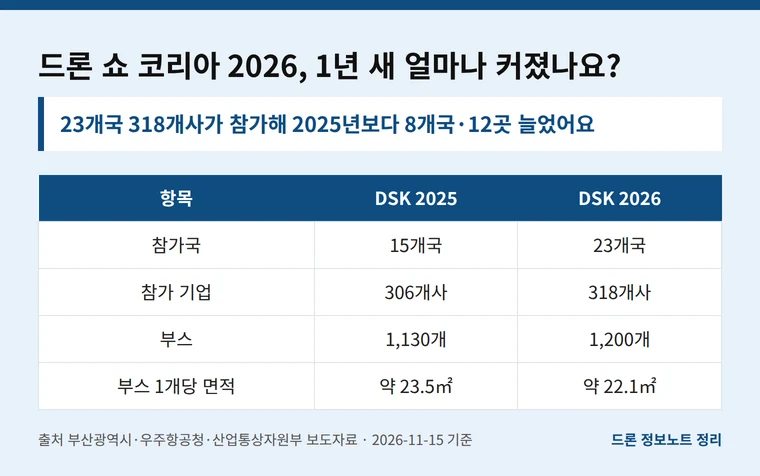 드론 쇼 코리아 2026, 1년 새 얼마나 커졌나요?
23개국 318개사가 참가해 2025년보다 8개국·12곳 늘었어요
항목 DSK 2025 DSK 2026
참가국 15개국 23개국
참가 기업 306개사 318개사
부스 1,130개 1,200개
부스 1개당 면적 약 23.5㎡ 약 22.1㎡
출처 부산광역시·우주항공청·산업통상자원부 보도자료 · 2026-11-15 기준 드론 정보노트 정리